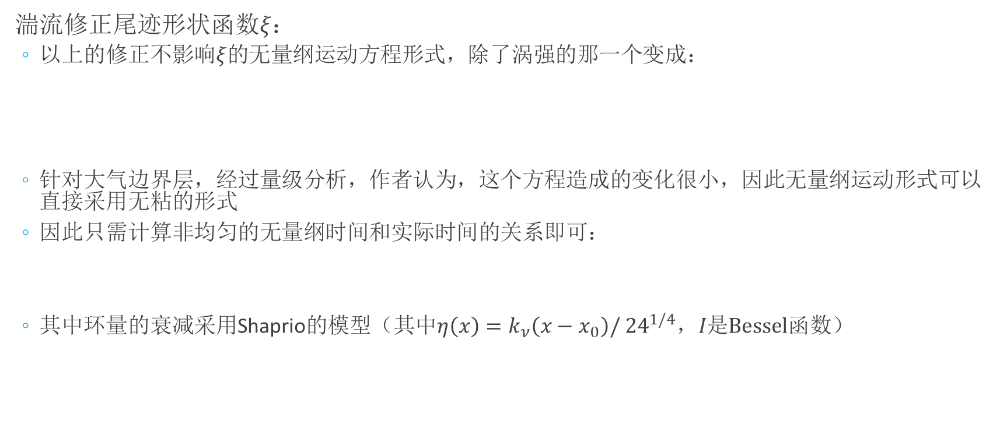 湍流修正尾迹形状函数ξ：
◦ 以上的修正不影响ξ的无量纲运动方程形式，除了涡强的那一个变成：
◦ 针对大气边界层，经过量级分析，作者认为，这个方程造成的变化很小，因此无量纲运动形式可以
直接采用无粘的形式
◦ 因此只需计算非均匀的无量纲时间和实际时间的关系即可：
◦ 其中环量的衰减采用Shaprio的模型（其中η(x) = kᵥ(x − x₀)/ 24^{1/4}，I是Bessel函数）